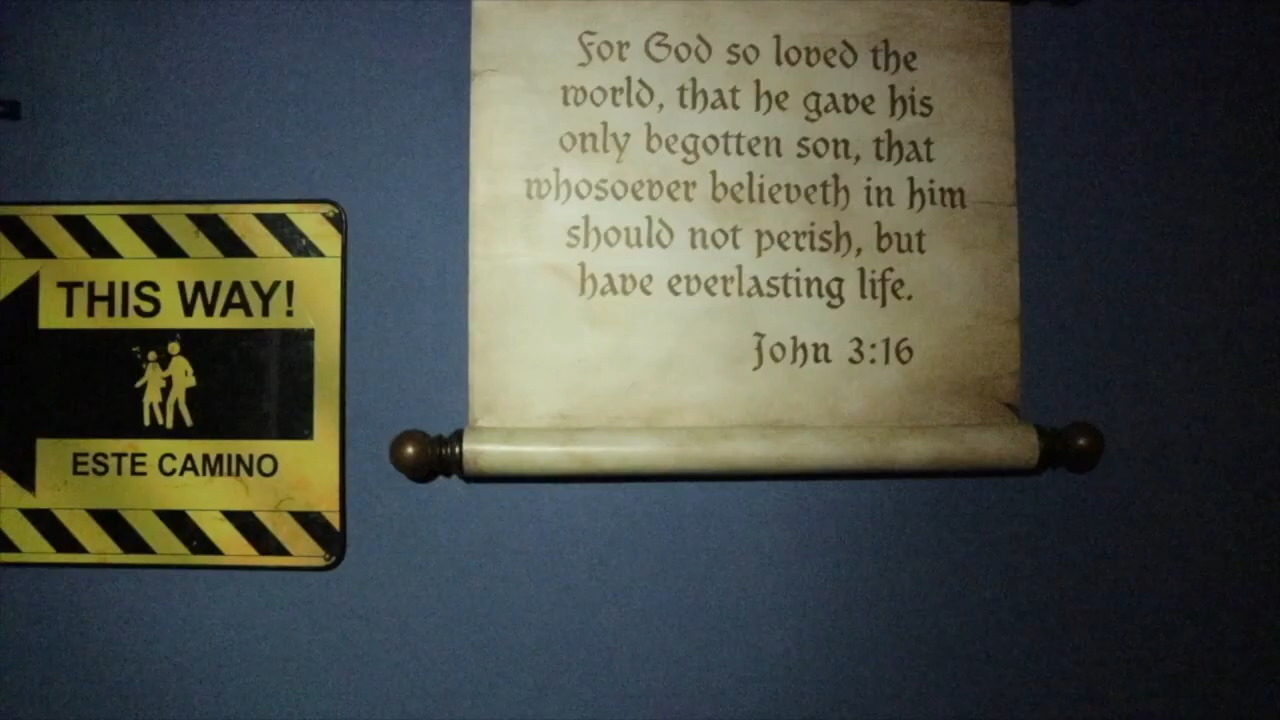 For God so loved the
world, that he gave his
only begotten son, that
whosoever believeth in him
should not perish, but
have everlasting life.
John 3:16
THIS WAY!
ESTE CAMINO